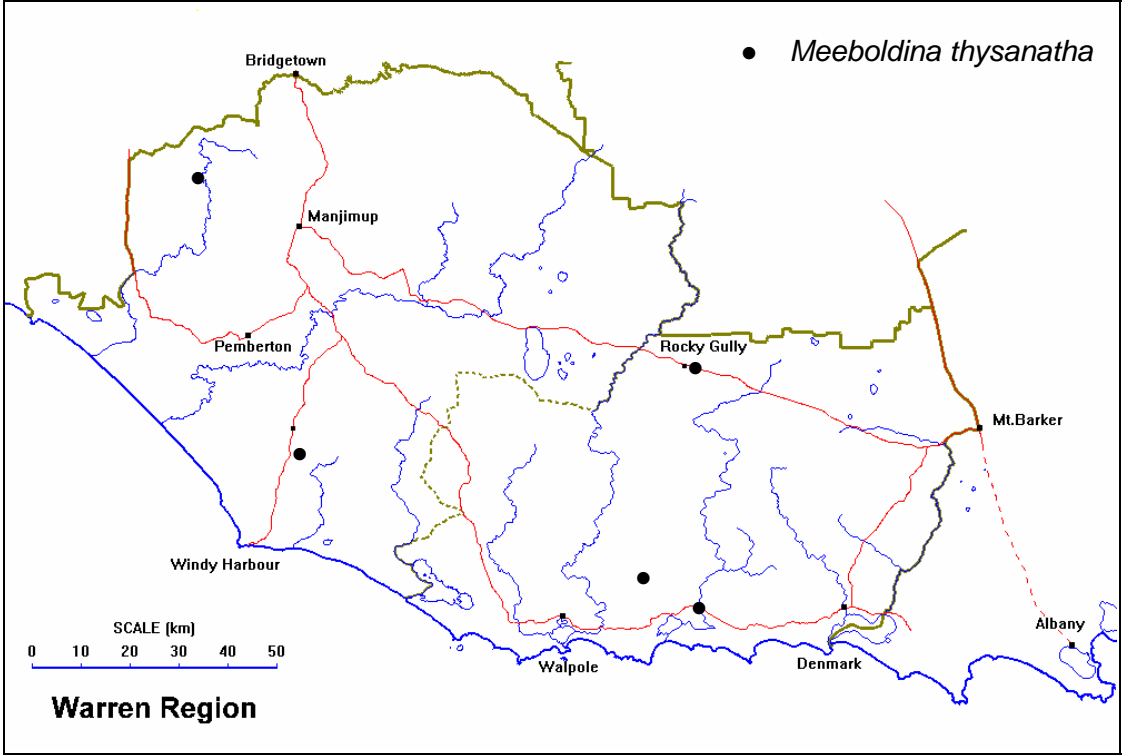 Meeboldina thysanatha
Bridgetown
Manjimup
Pemberton
Rocky Gully
Mt.Barker
Windy Harbour
SCALE (km)
0 10 20 30 40 50
Albany
Walpole
Denmark
Warren Region